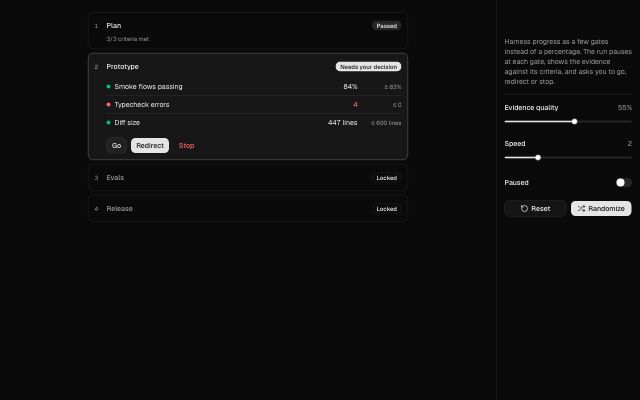 1 Plan Passed
3/3 criteria met
2 Prototype Needs your decision
Smoke flows passing 84% ≥ 83%
Typecheck errors 4 ≤ 0
Diff size 447 lines ≤ 600 lines
Go Redirect Stop
3 Evals Locked
4 Release Locked
Harness progress as a few gates
instead of a percentage. The run pauses
at each gate, shows the evidence
against its criteria, and asks you to go,
redirect or stop.
Evidence quality 55%
Speed 2
Paused
Reset Randomize